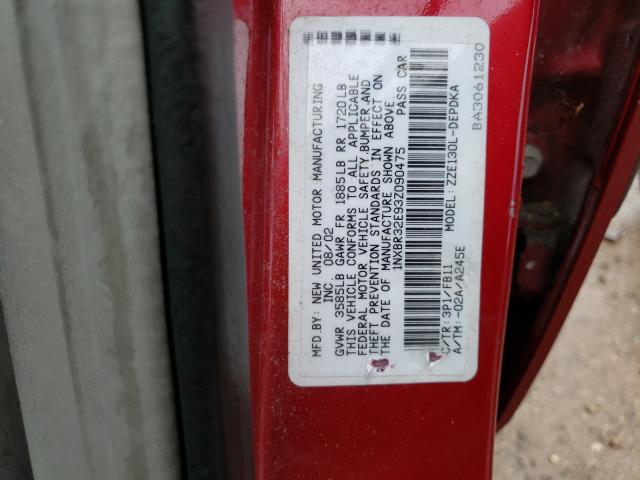 MFD.BY: NEW UNITED MOTOR MANUFACTURING
INC. 08/02
GVWR 3585LB GAWR FR 1885LB RR 1720LB
THIS VEHICLE CONFORMS TO ALL APPLICABLE
FEDERAL MOTOR VEHICLE SAFETY,BUMPER,AND
THEFT PREVENTION STANDARDS IN EFFECT ON
THE DATE OF MANUFACTURE SHOWN ABOVE
1NXBR32E93Z090475 PASS CAR
C/TR:3P1/FB11 MODEL:ZZE130L-DEPDKA
A/TM:-02A/A245E
BA3061230